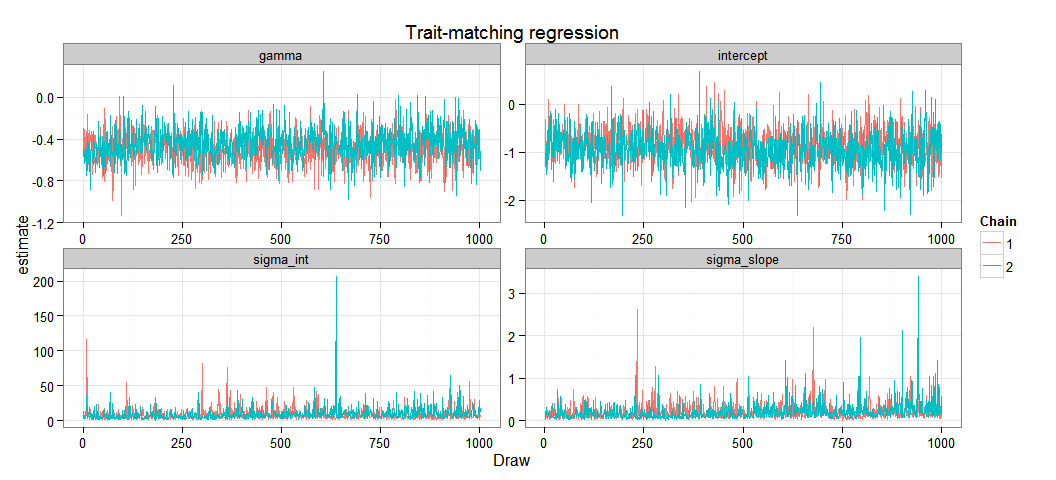 Trait-matching regression
gamma
intercept
0.0
-0.4
-0.8
-1.2
0
-1
-2
0 250 500 750 1000
0 250 500 750 1000
estimate
sigma_int
sigma_slope
200
150
100
50
0
3
2
1
0
0 250 500 750 1000
0 250 500 750 1000
Draw
Chain
1
2